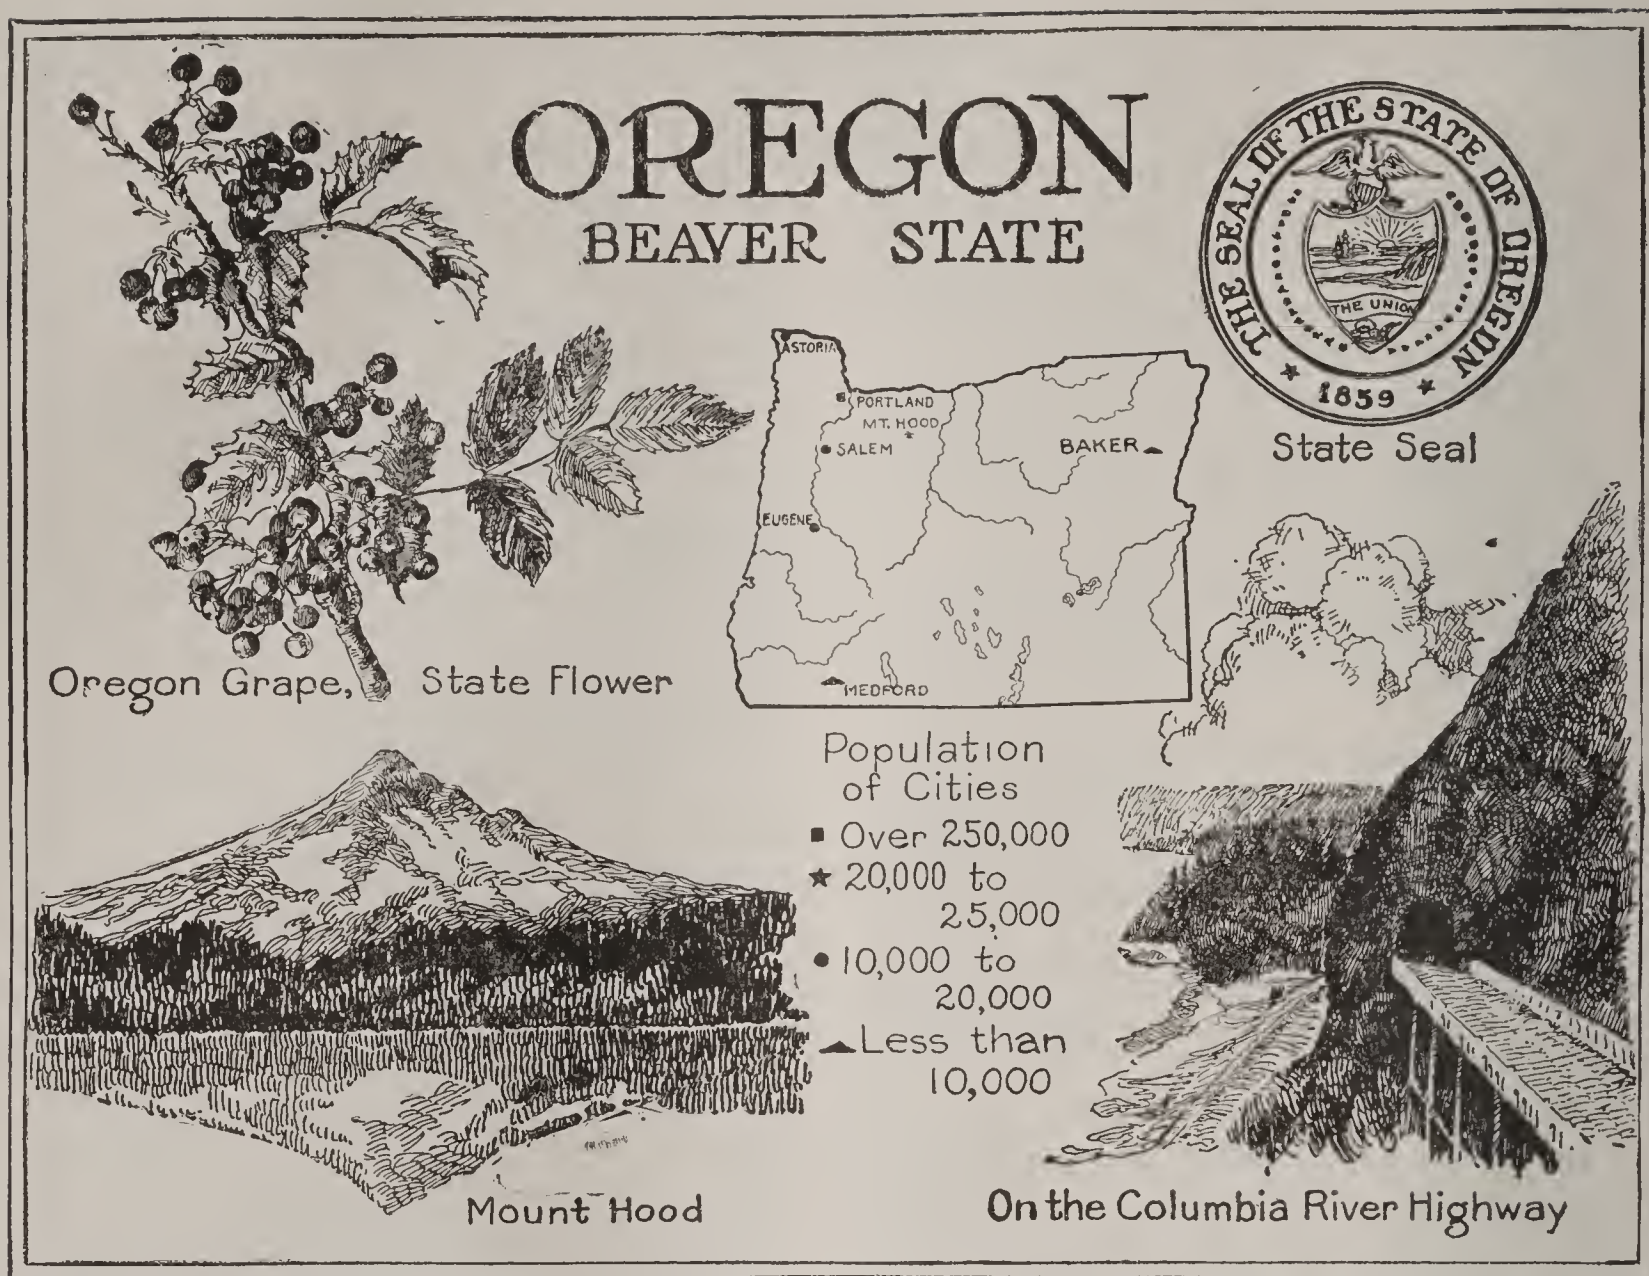 OREGON
BEAVER STATE
THE SEAL OF THE STATE OF OREGON
THE UNION
★ 1859 ★
State Seal
ASTORIA
PORTLAND
MT. HOOD
SALEM
BAKER
EUGENE
MEDFORD
Oregon Grape, State Flower
Population
of Cities
■ Over 250,000
★ 20,000 to
25,000
● 10,000 to
20,000
▲ Less than
10,000
Mount Hood
On the Columbia River Highway